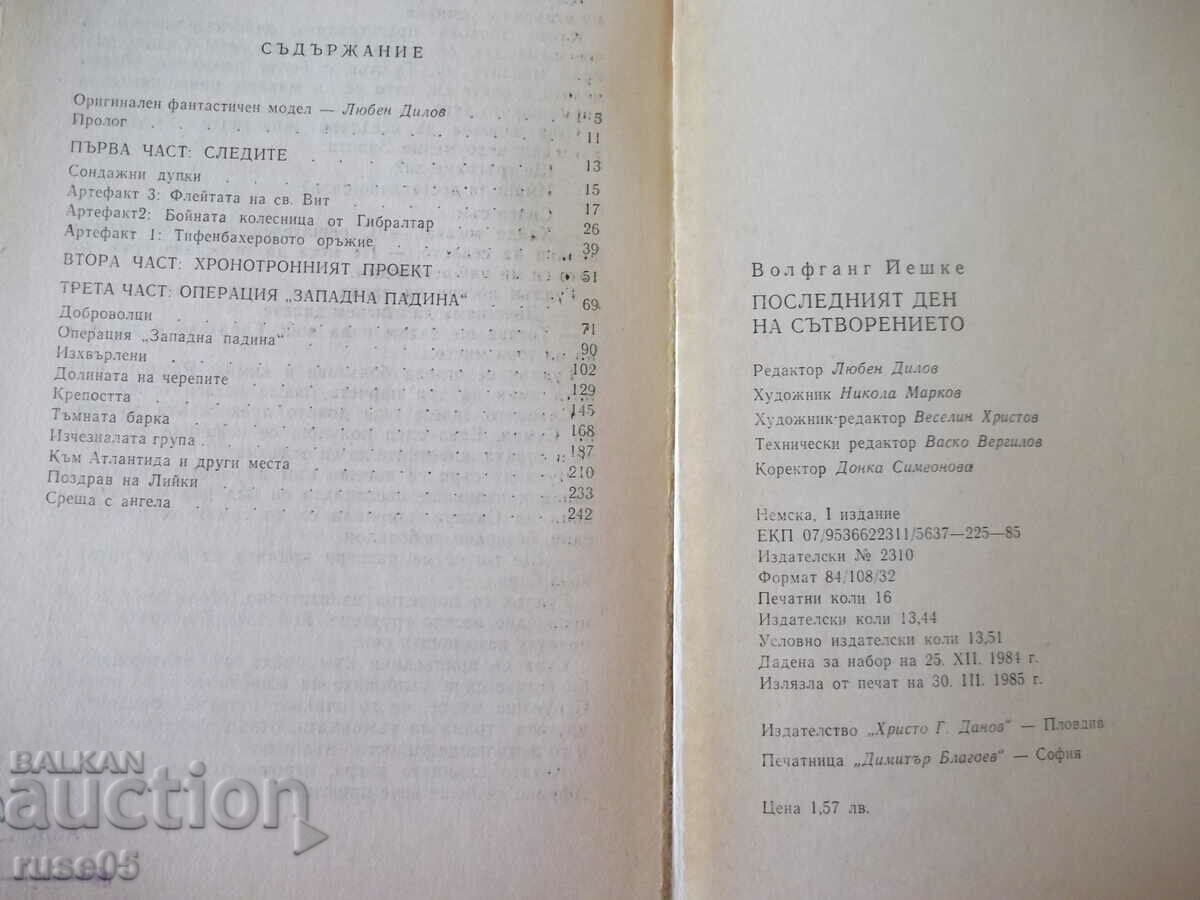 СЪДЪРЖАНИЕ
Оригинален фантастичен модел — Любен Дилов . . . . 5
Пролог . . . . . . . . . . . . . . . 11
ПЪРВА ЧАСТ: СЛЕДИТЕ . . . . . . . . . 13
Сондажни дупки . . . . . . . . . . . . 15
Артефакт 3: Флейтата на св. Вит . . . . . . . 17
Артефакт2: Бойната колесница от Гибралтар . . . . 26
Артефакт 1: Тифенбахеровото оръжие . . . . . . 39
ВТОРА ЧАСТ: ХРОНОТРОННИЯТ ПРОЕКТ . . . . 51
ТРЕТА ЧАСТ: ОПЕРАЦИЯ „ЗАПАДНА ПАДИНА“ . . . 69
Доброволци . . . . . . . . . . . . . 71
Операция „Западна падина“ . . . . . . . . 90
Изхвърлени . . . . . . . . . . . . . 102
Долината на черепите . . . . . . . . . . 129
Крепостта . . . . . . . . . . . . . . 145
Тъмната барка . . . . . . . . . . . . 168
Изчезналата група . . . . . . . . . . . 187
Към Атлантида и други места . . . . . . . 210
Поздрав на Лийки . . . . . . . . . . . 233
Среща с ангела . . . . . . . . . . . . 242
Волфганг Йешке
ПОСЛЕДНИЯТ ДЕН
НА СЪТВОРЕНИЕТО
Редактор Любен Дилов
Художник Никола Марков
Художник-редактор Веселин Христов
Технически редактор Васко Вергилов
Коректор Донка Симеонова
Немска, 1 издание
ЕКП 07/9536622311/5637—225—85
Издателски № 2310
Формат 84/108/32
Печатни коли 16
Издателски коли 13,44
Условно издателски коли 13,51
Дадена за набор на 25. XII. 1984 г.
Излязла от печат на 30. III. 1985 г.
Издателство „Христо Г. Данов“ — Пловдив
Печатница „Димитър Благоев“ — София
Цена 1,57 лв.
BALKAN
auction
ruse05